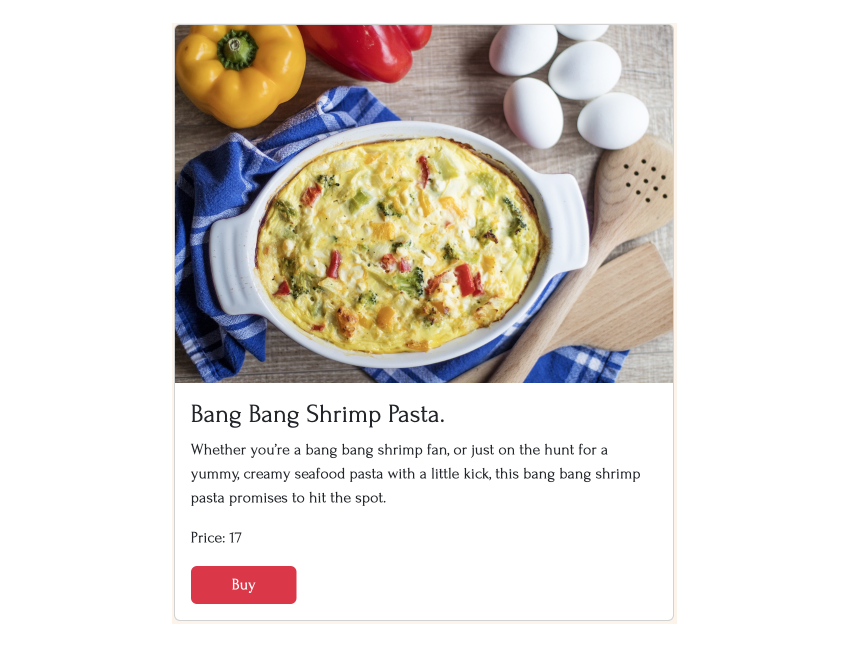 Bang Bang Shrimp Pasta.
Whether you're a bang bang shrimp fan, or just on the hunt for a
yummy, creamy seafood pasta with a little kick, this bang bang shrimp
pasta promises to hit the spot.
Price: 17
Buy